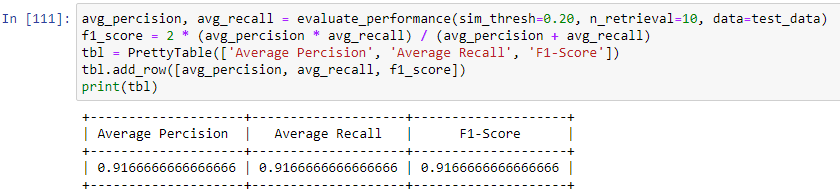 In [111]: avg_percision, avg_recall = evaluate_performance(sim_thresh=0.20, n_retrieval=10, data=test_data)
f1_score = 2 * (avg_percision * avg_recall) / (avg_percision + avg_recall)
tbl = PrettyTable(['Average Percision', 'Average Recall', 'F1-Score'])
tbl.add_row([avg_percision, avg_recall, f1_score])
print(tbl)
+--------------------+--------------------+--------------------+
| Average Percision | Average Recall | F1-Score |
+--------------------+--------------------+--------------------+
| 0.9166666666666666 | 0.9166666666666666 | 0.9166666666666666 |
+--------------------+--------------------+--------------------+